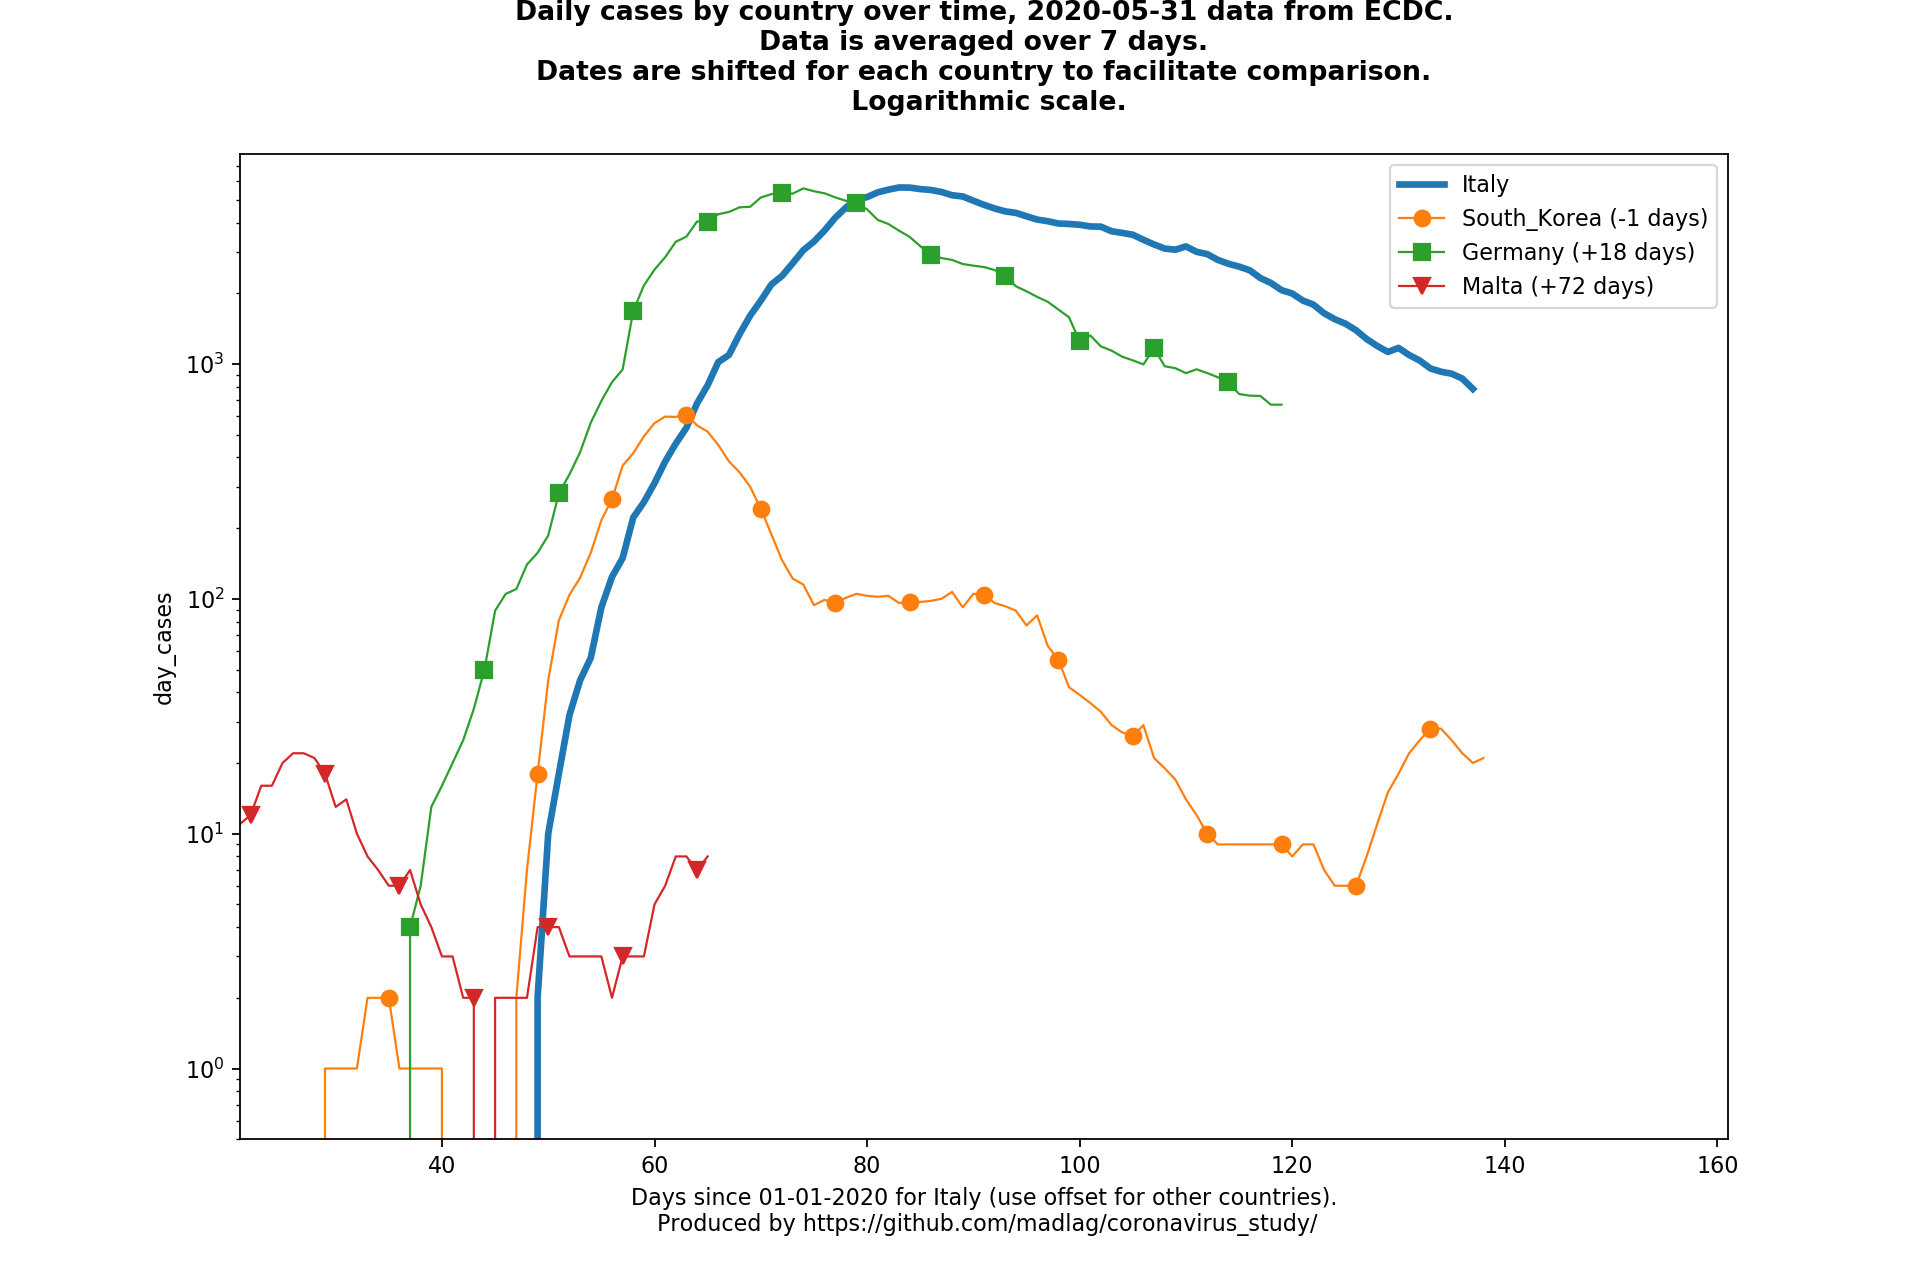 Daily cases by country over time, 2020-05-31 data from ECDC.
Data is averaged over 7 days.
Dates are shifted for each country to facilitate comparison.
Logarithmic scale.
Italy
South_Korea (-1 days)
Germany (+18 days)
Malta (+72 days)
day_cases
10³
10²
10¹
10⁰
40 60 80 100 120 140 160
Days since 01-01-2020 for Italy (use offset for other countries).
Produced by https://github.com/madlag/coronavirus_study/